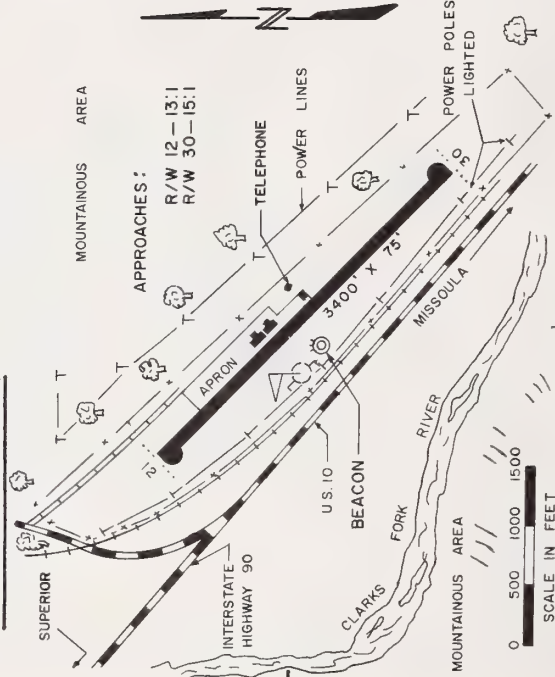 MOUNTAINOUS AREA
APPROACHES:
R/W 12-13:1
R/W 30-15:1
TELEPHONE
POWER LINES
T
T
T
T
T
T
T
T
N
POWER POLES
LIGHTED
30
3400' X 75'
APRON
12
SUPERIOR
INTERSTATE
HIGHWAY 90
U.S. 10
BEACON
MISSOULA
CLARKS FORK RIVER
MOUNTAINOUS AREA
0 500 1000 1500
SCALE IN FEET